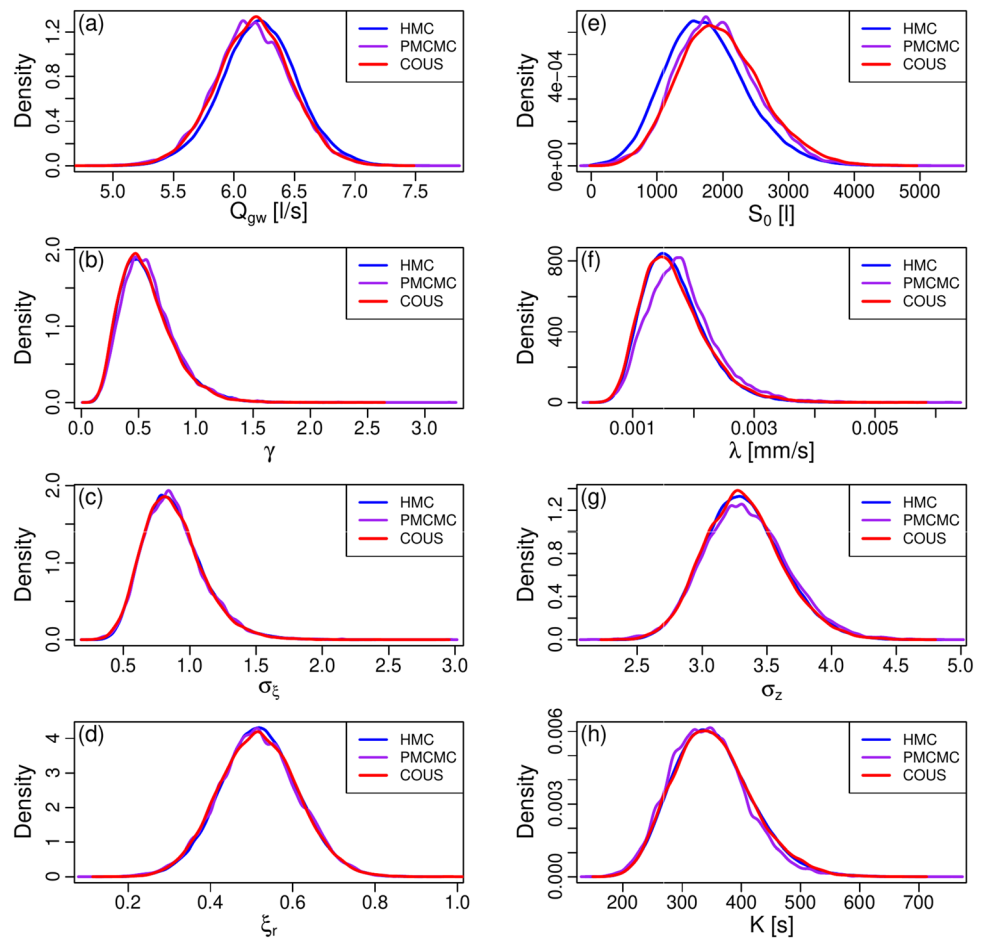 (a)
HMC
PMCMC
COUS
Density
0.0 0.4 0.8 1.2
5.0 5.5 6.0 6.5 7.0 7.5
Qgw [l/s]
(e)
HMC
PMCMC
COUS
Density
0e+00 4e−04
0 1000 2000 3000 4000 5000
S0 [l]
(b)
HMC
PMCMC
COUS
Density
0.0 1.0 2.0
0.0 0.5 1.0 1.5 2.0 2.5 3.0
γ
(f)
HMC
PMCMC
COUS
Density
0 400 800
0.001 0.003 0.005
λ [mm/s]
(c)
HMC
PMCMC
COUS
Density
0.0 1.0 2.0
0.5 1.0 1.5 2.0 2.5 3.0
σξ
(g)
HMC
PMCMC
COUS
Density
0.0 0.4 0.8 1.2
2.5 3.0 3.5 4.0 4.5 5.0
σz
(d)
HMC
PMCMC
COUS
Density
0 1 2 3 4
0.2 0.4 0.6 0.8 1.0
ξr
(h)
HMC
PMCMC
COUS
Density
0.000 0.003 0.006
200 300 400 500 600 700
K [s]